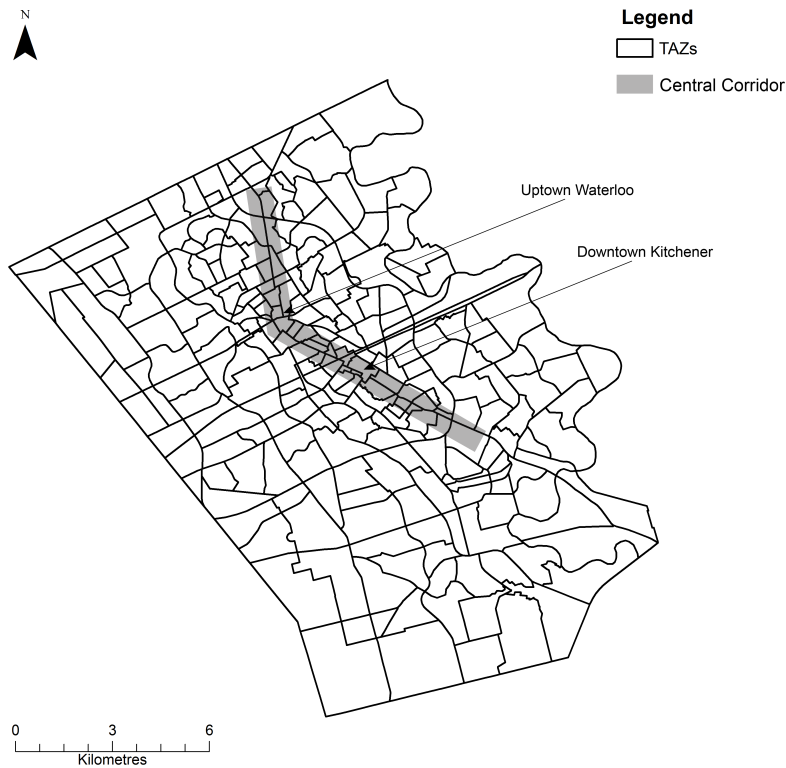 N
Legend
TAZs
Central Corridor
Uptown Waterloo
Downtown Kitchener
0 3 6
Kilometres